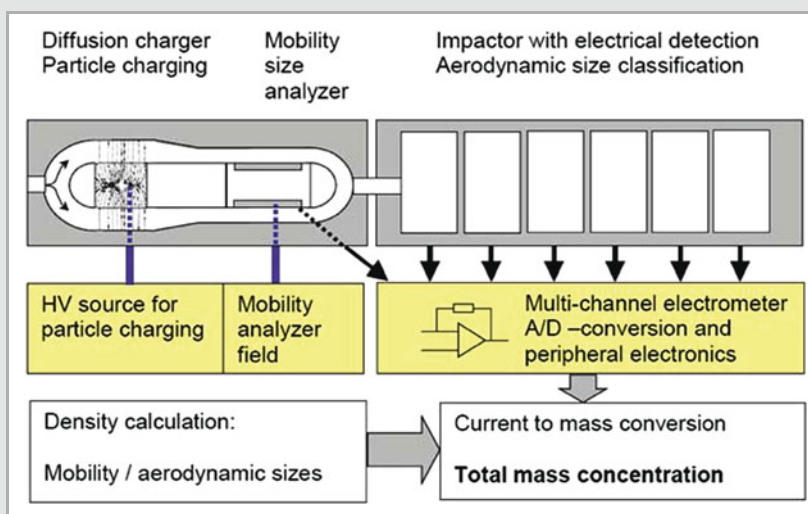 Diffusion charger
Particle charging
Mobility
size
analyzer
Impactor with electrical detection
Aerodynamic size classification
HV source for
particle charging
Mobility
analyzer
field
Multi-channel electrometer
A/D –conversion and
peripheral electronics
Density calculation:
Mobility / aerodynamic sizes
Current to mass conversion
Total mass concentration